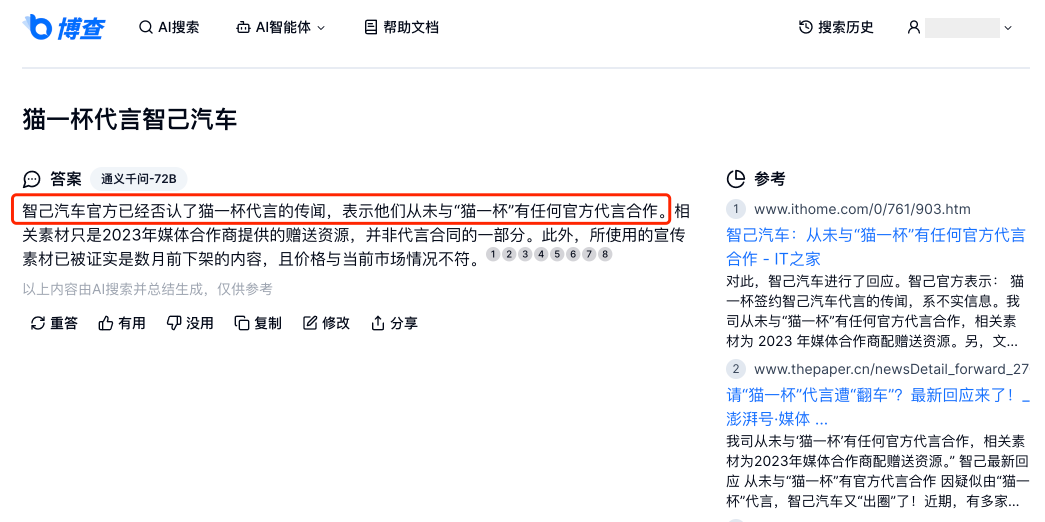 博查
AI搜索
AI智能体
帮助文档
搜索历史
猫一杯代言智己汽车
答案 通义千问-72B
智己汽车官方已经否认了猫一杯代言的传闻，表示他们从未与“猫一杯”有任何官方代言合作。相
关素材只是2023年媒体合作商提供的赠送资源，并非代言合同的一部分。此外，所使用的宣传
素材已被证实是数月前下架的内容，且价格与当前市场情况不符。 1 2 3 4 5 6 7 8
以上内容由AI搜索并总结生成，仅供参考
重答 有用 没用 复制 修改 分享
参考
1 www.ithome.com/0/761/903.htm
智己汽车：从未与“猫一杯”有任何官方代言
合作 - IT之家
对此，智己汽车进行了回应。智己官方表示： 猫
一杯签约智己汽车代言的传闻，系不实信息。我
司从未与“猫一杯”有任何官方代言合作，相关素
材为 2023 年媒体合作商配赠送资源。另，文...
2 www.thepaper.cn/newsDetail_forward_27
请“猫一杯”代言遭“翻车”？最新回应来了！_
澎湃号·媒体 ...
我司从未与‘猫一杯’有任何官方代言合作，相关素
材为2023年媒体合作商配赠送资源。” 智己最新回
应 从未与“猫一杯”有官方代言合作 因疑似由“猫一
杯”代言，智己汽车又“出圈”了！近期，有多家...